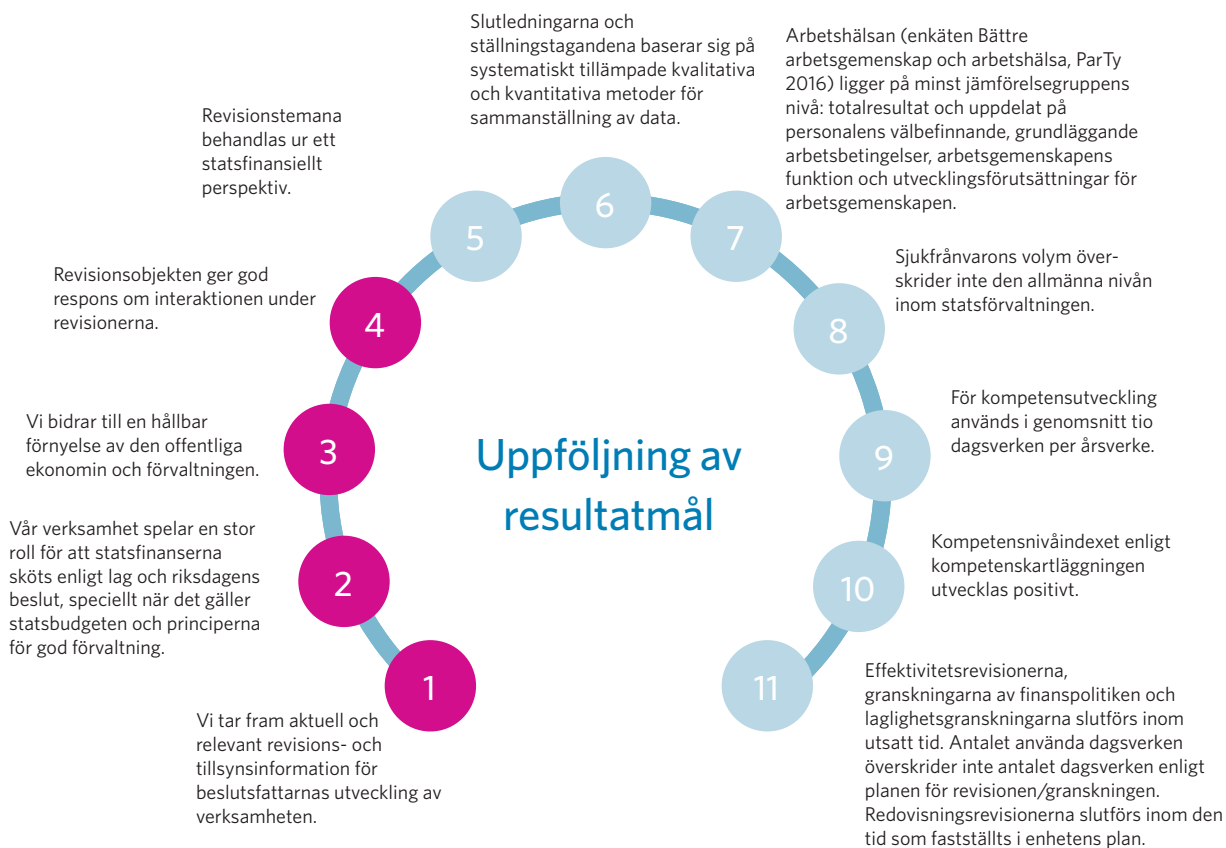 Uppföljning av
resultatmål
1
Vi tar fram aktuell och
relevant revisions- och
tillsynsinformation för
beslutsfattarnas utveckling av
verksamheten.
2
Vår verksamhet spelar en stor
roll för att statsfinanserna
sköts enligt lag och riksdagens
beslut, speciellt när det gäller
statsbudgeten och principerna
för god förvaltning.
3
Vi bidrar till en hållbar
förnyelse av den offentliga
ekonomin och förvaltningen.
4
Revisionsobjekten ger god
respons om interaktionen under
revisionerna.
5
Revisionstemana
behandlas ur ett
statsfinansiellt
perspektiv.
6
Slutledningarna och
ställningstagandena baserar sig på
systematiskt tillämpade kvalitativa
och kvantitativa metoder för
sammanställning av data.
7
Arbetshälsan (enkäten Bättre
arbetsgemenskap och arbetshälsa, ParTy
2016) ligger på minst jämförelsegruppens
nivå: totalresultat och uppdelat på
personalens välbefinnande, grundläggande
arbetsbetingelser, arbetsgemenskapens
funktion och utvecklingsförutsättningar för
arbetsgemenskapen.
8
Sjukfrånvarons volym över-
skrider inte den allmänna nivån
inom statsförvaltningen.
9
För kompetensutveckling
används i genomsnitt tio
dagsverken per årsverke.
10
Kompetensnivåindexet enligt
kompetenskartläggningen
utvecklas positivt.
11
Effektivitetsrevisionerna,
granskningarna av finanspolitiken och
laglighetsgranskningarna slutförs inom
utsatt tid. Antalet använda dagsverken
överskrider inte antalet dagsverken enligt
planen för revisionen/granskningen.
Redovisningsrevisionerna slutförs inom den
tid som fastställts i enhetens plan.